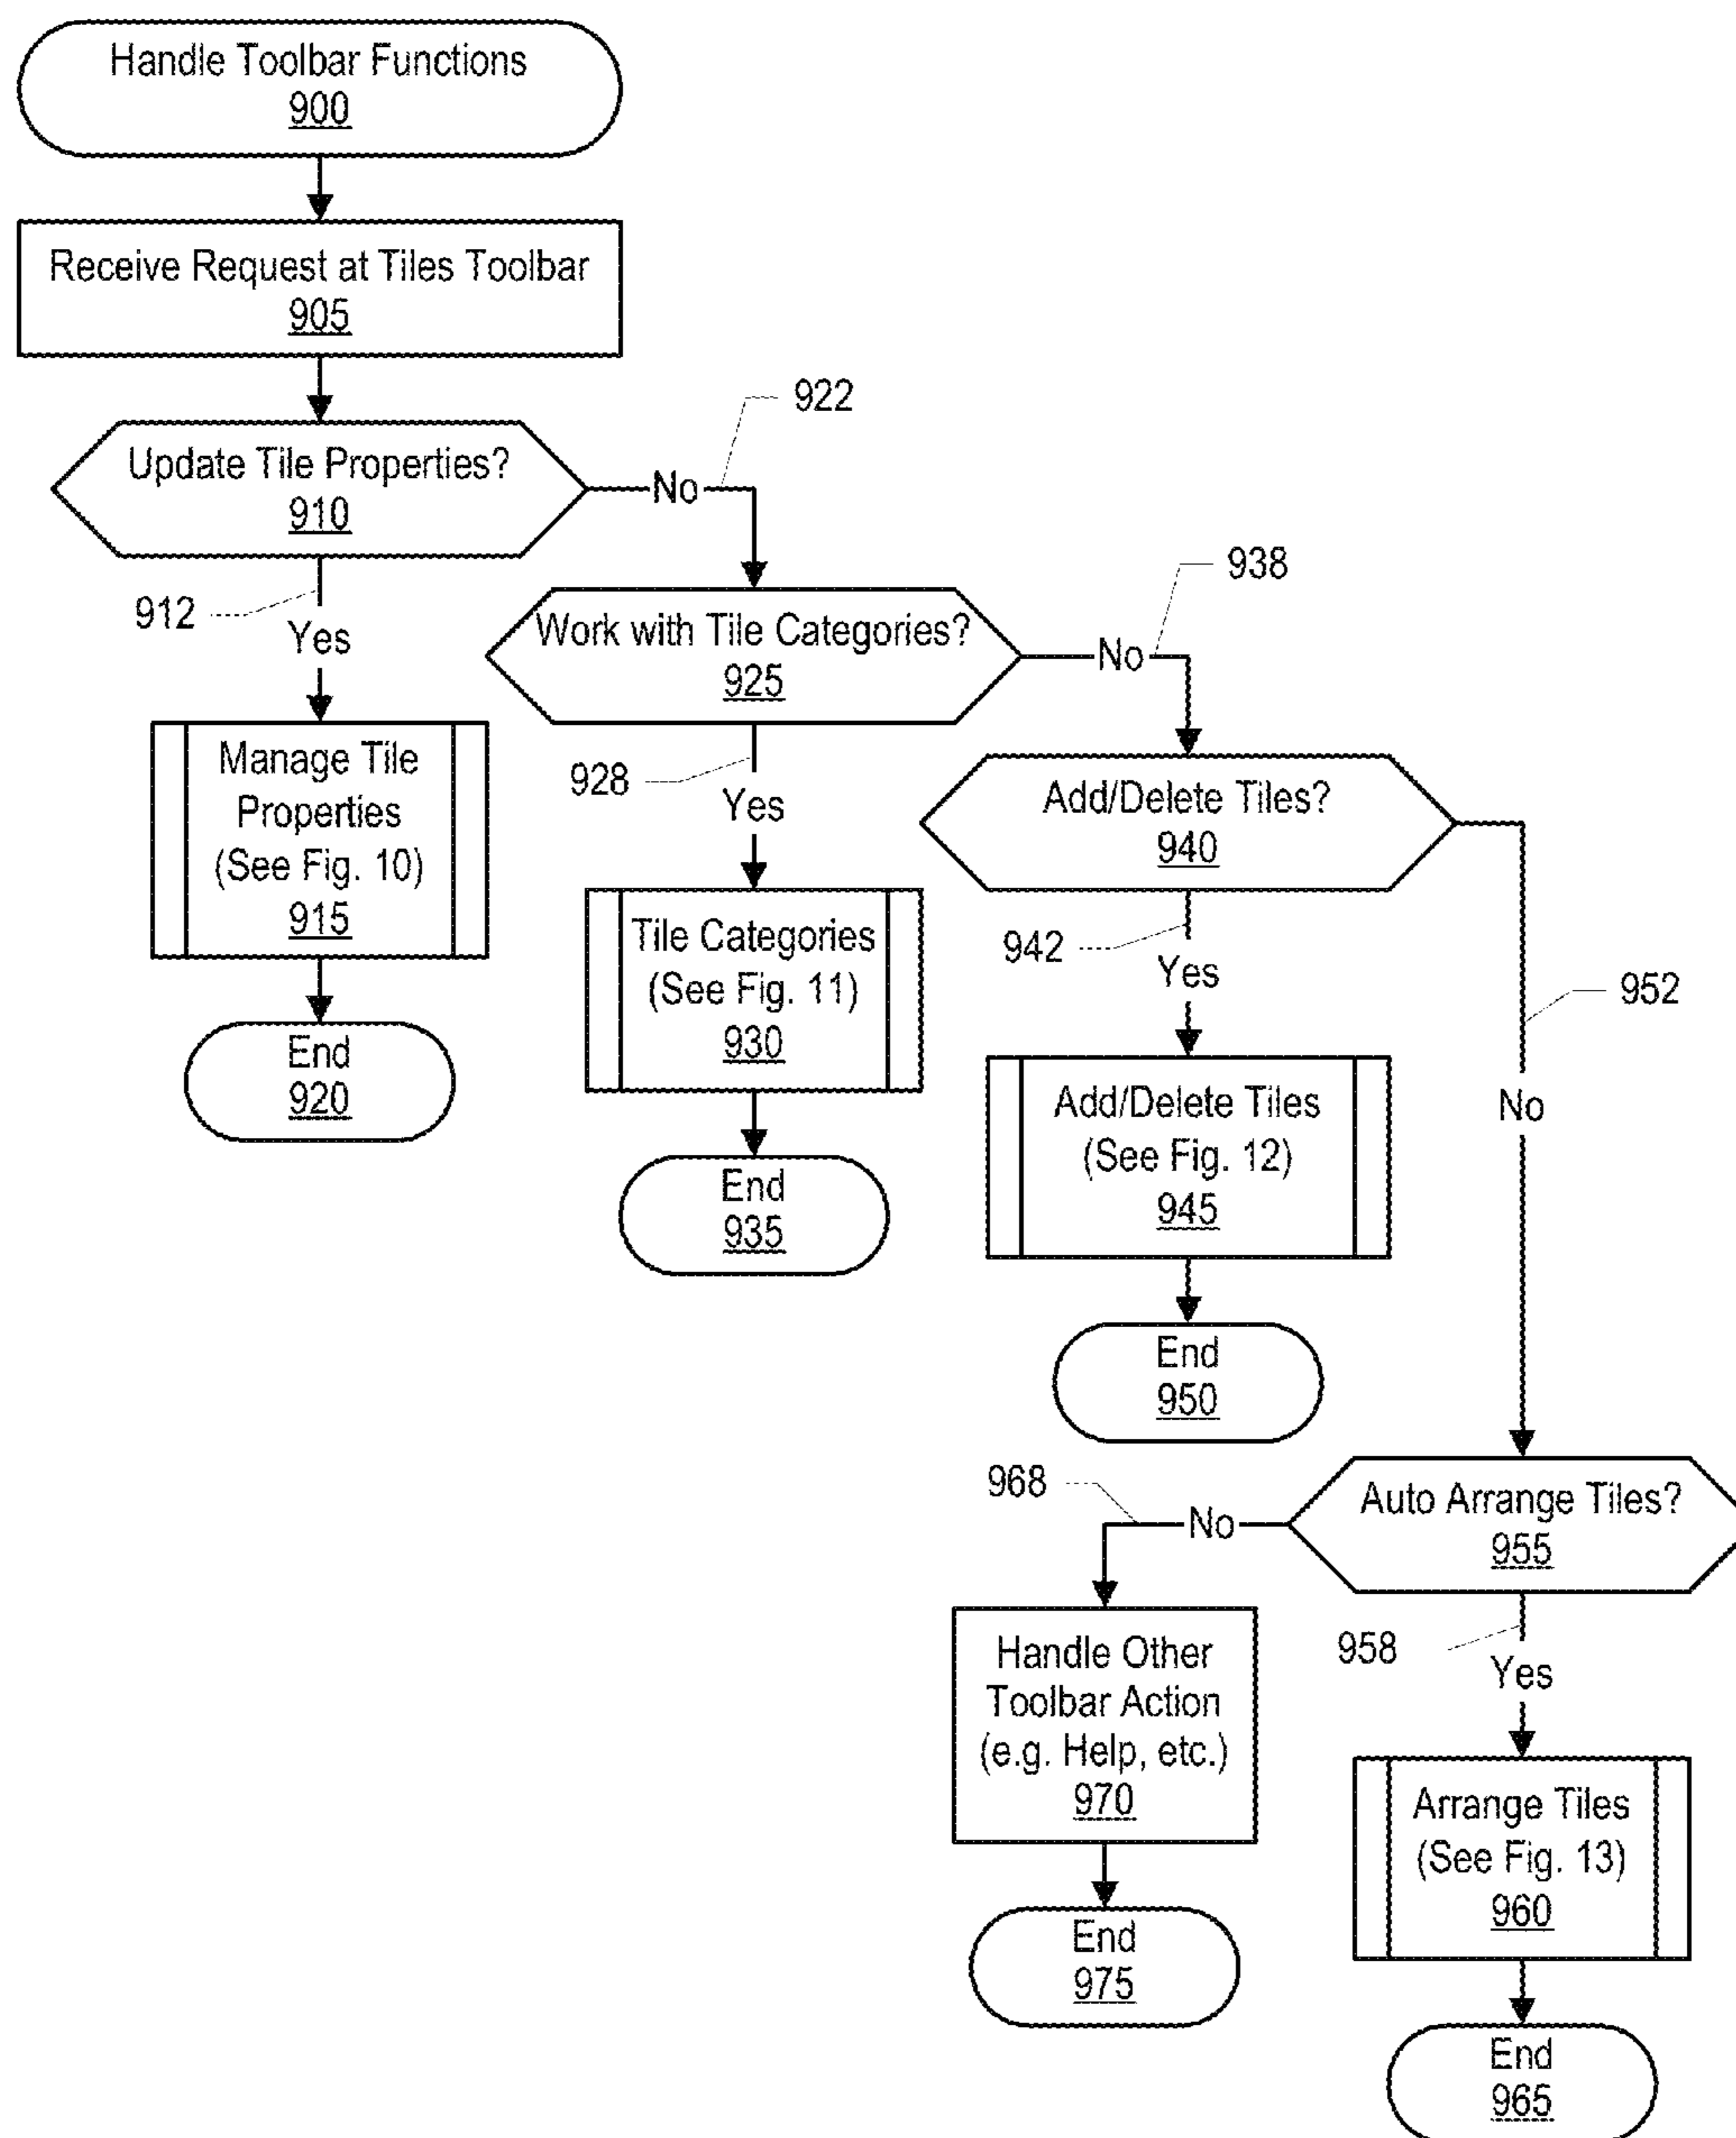 Handle Toolbar Functions
900
Receive Request at Tiles Toolbar
905
922
Update Tile Properties?
910
No
938
912
Yes
Work with Tile Categories?
925
No
Manage Tile
Properties
(See Fig. 10)
915
928
Yes
Add/Delete Tiles?
940
Tile Categories
(See Fig. 11)
930
942
Yes
952
End
920
Add/Delete Tiles
(See Fig. 12)
945
No
End
935
End
950
968
No
Auto Arrange Tiles?
955
Handle Other
Toolbar Action
(e.g. Help, etc.)
970
958
Yes
Arrange Tiles
(See Fig. 13)
960
End
975
End
965